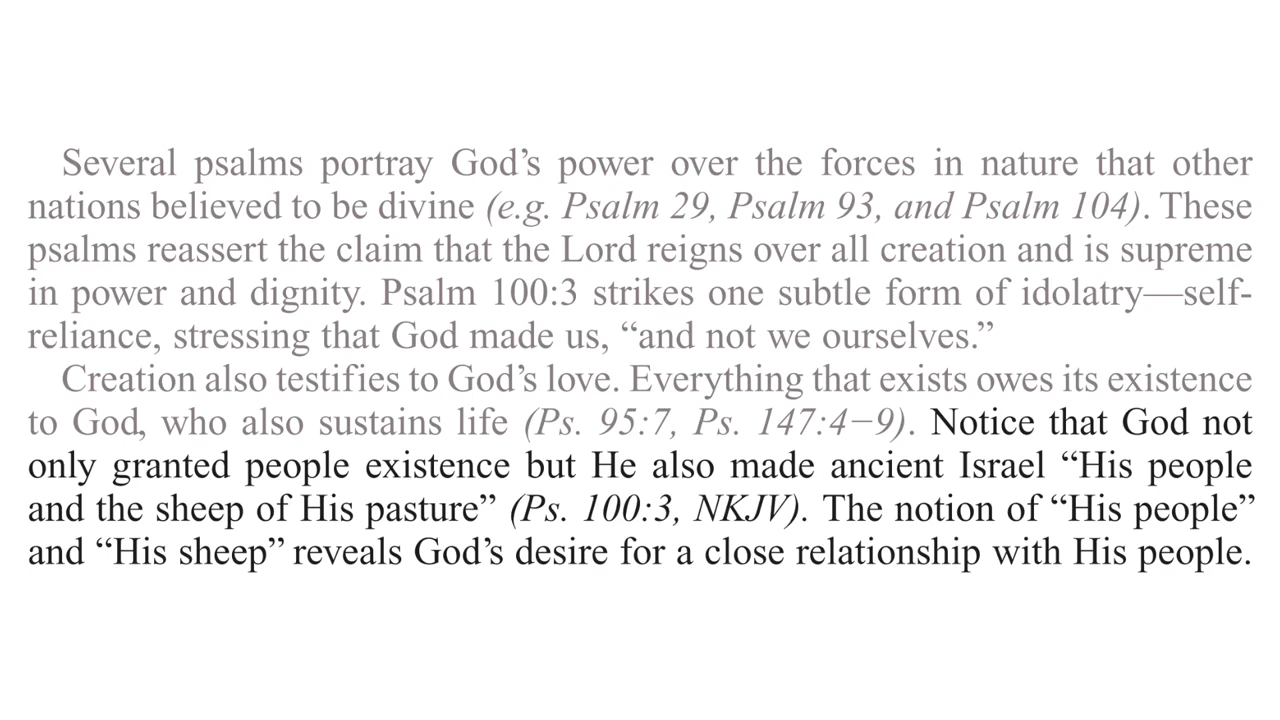 Several psalms portray God’s power over the forces in nature that other
nations believed to be divine (e.g. Psalm 29, Psalm 93, and Psalm 104). These
psalms reassert the claim that the Lord reigns over all creation and is supreme
in power and dignity. Psalm 100:3 strikes one subtle form of idolatry—self-
reliance, stressing that God made us, “and not we ourselves.”
Creation also testifies to God’s love. Everything that exists owes its existence
to God, who also sustains life (Ps. 95:7, Ps. 147:4−9). Notice that God not
only granted people existence but He also made ancient Israel “His people
and the sheep of His pasture” (Ps. 100:3, NKJV). The notion of “His people”
and “His sheep” reveals God’s desire for a close relationship with His people.